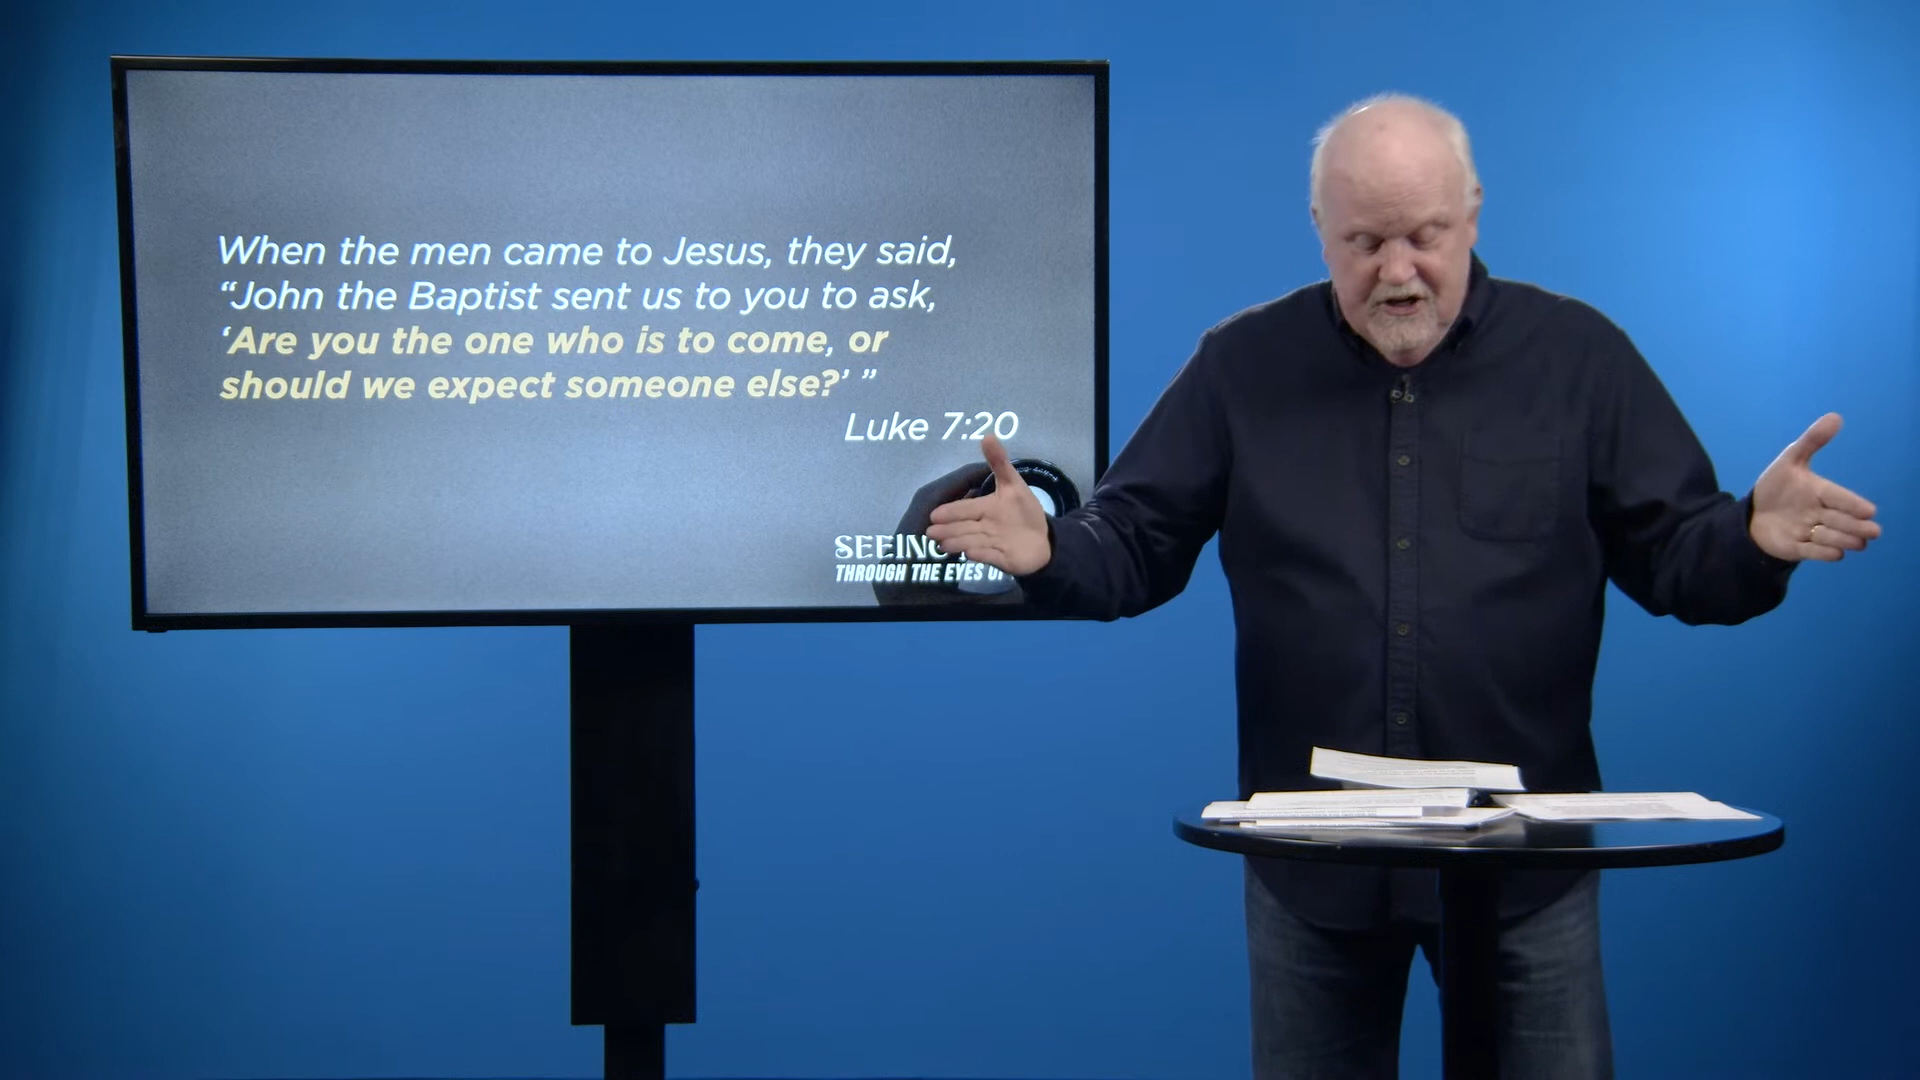 When the men came to Jesus, they said,
“John the Baptist sent us to you to ask,
‘Are you the one who is to come, or
should we expect someone else?’ ”
Luke 7:20
THROUGH THE EYES